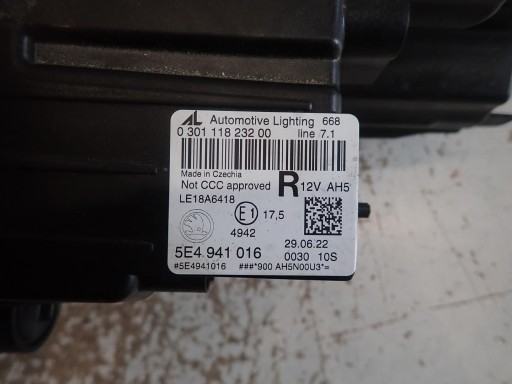 AL Automotive Lighting 668
0 301 118 232 00 line 7.1
Made in Czechia
Not CCC approved R 12V AH5
LE18A6418
E1 17,5
4942
29.06.22
5E4 941 016 0030 10S
#5E4941016 ###*900 AH5N00U3*=